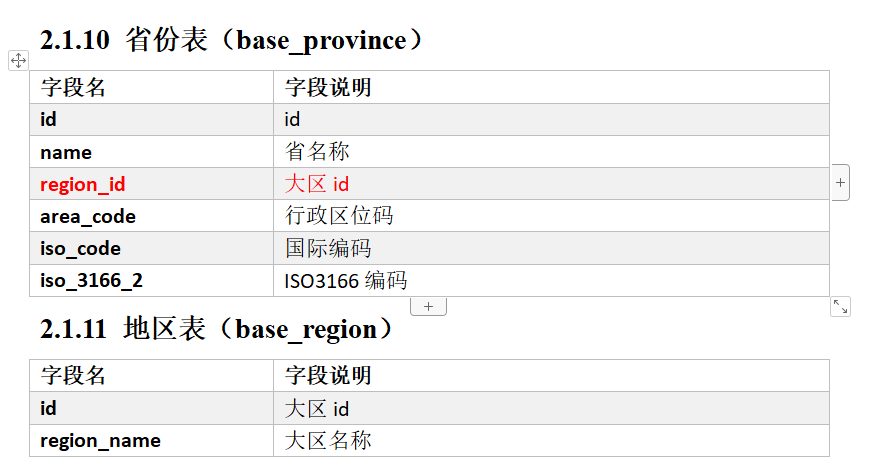 2.1.10 省份表（base_province）
字段名 字段说明
id id
name 省名称
region_id 大区 id
area_code 行政区位码
iso_code 国际编码
iso_3166_2 ISO3166 编码
2.1.11 地区表（base_region）
字段名 字段说明
id 大区 id
region_name 大区名称